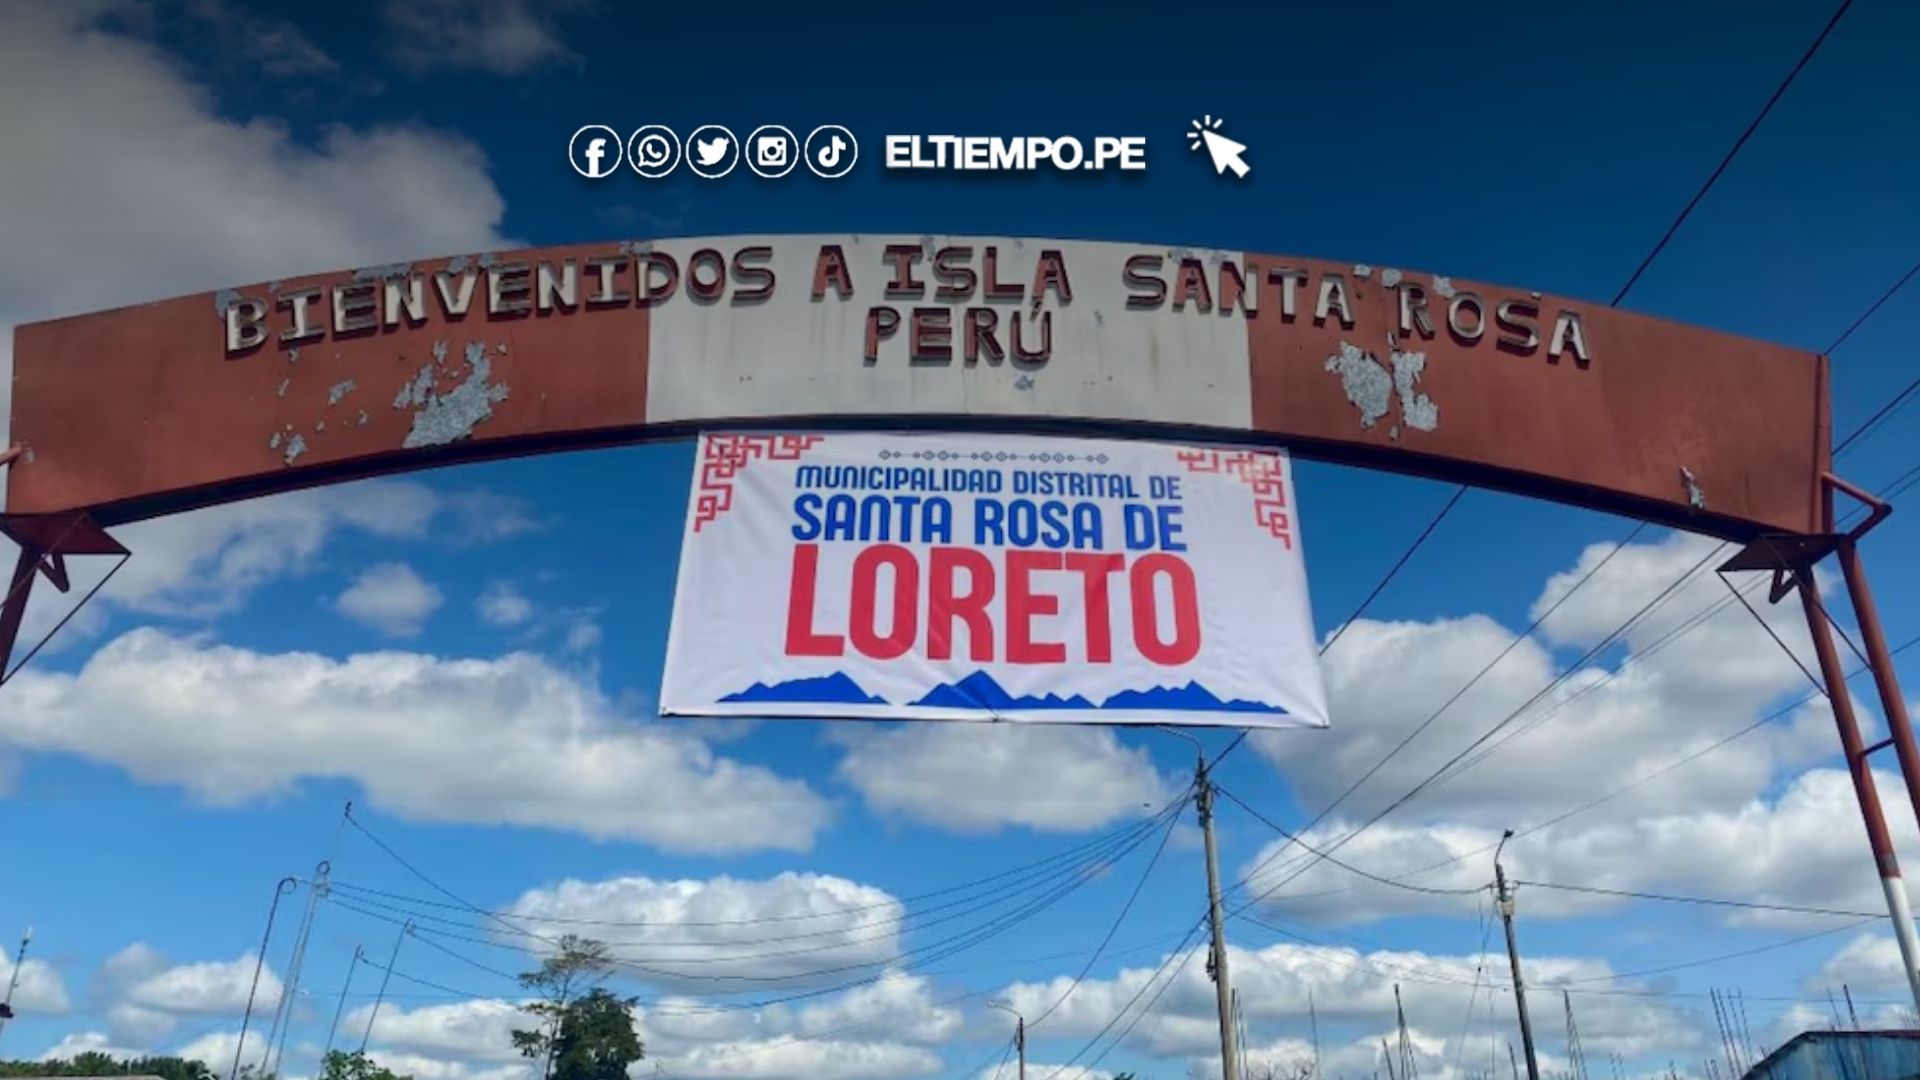 ELTIEMPO.PE
BIENVENIDOS A ISLA SANTA ROSA
PERÚ
MUNICIPALIDAD DISTRITAL DE
SANTA ROSA DE
LORETO